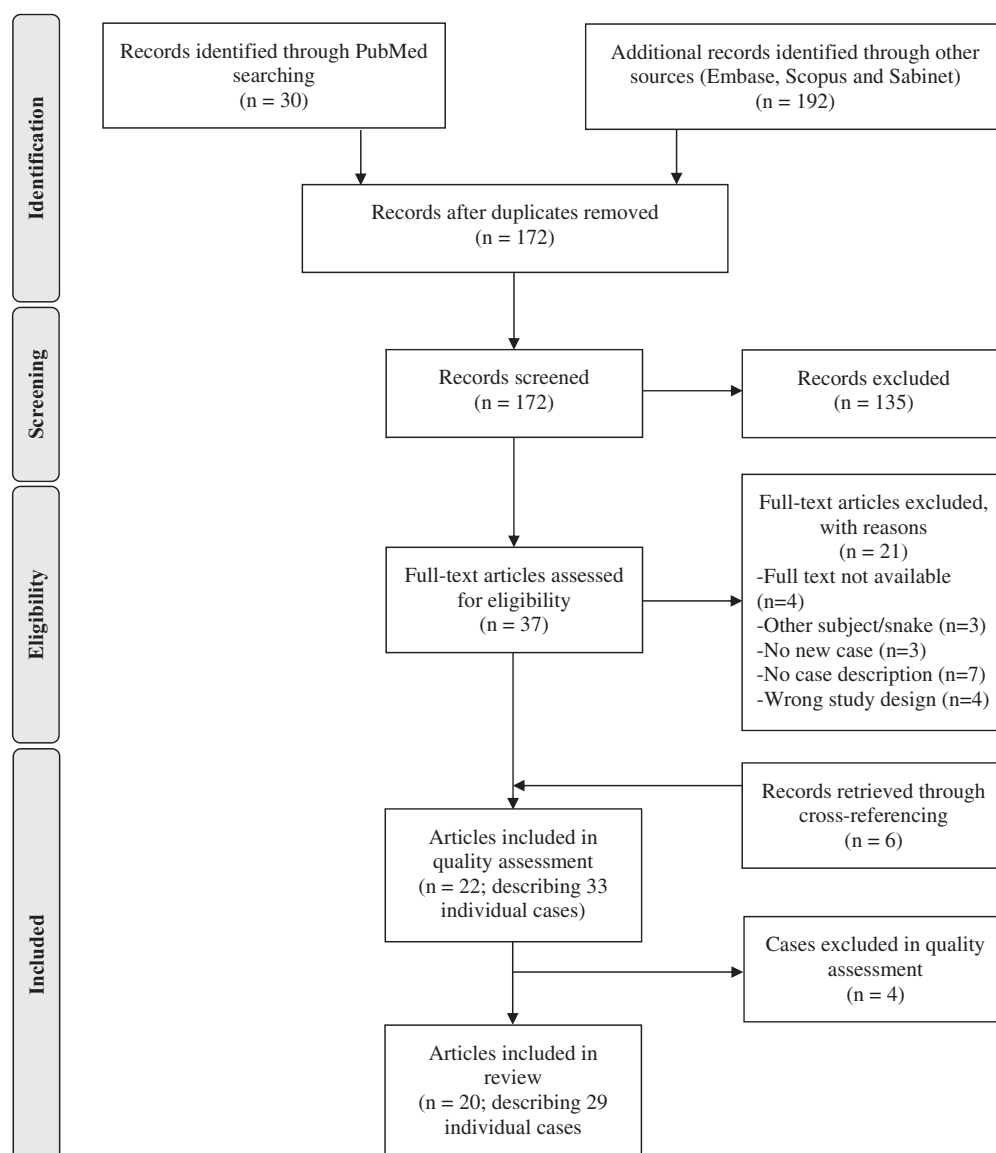 Identification
Records identified through PubMed
searching
(n = 30)
Additional records identified through other
sources (Embase, Scopus and Sabinet)
n = 192)
Records after duplicates removed
(n = 172)
Screening
Records screened
(n = 172)
Records excluded
(n = 135)
Eligibility
Full-text articles assessed
for eligibility
(n = 37)
Full-text articles excluded,
with reasons
(n = 21)
-Full text not available
(n=4)
-Other subject/snake (n=3)
-No new case (n=3)
-No case description (n=7)
-Wrong study design (n=4)
Included
Records retrieved through
cross-referencing
(n = 6)
Articles included in
quality assessment
(n = 22; describing 33
individual cases)
Cases excluded in quality
assessment
(n = 4)
Articles included in
review
(n = 20; describing 29
individual cases